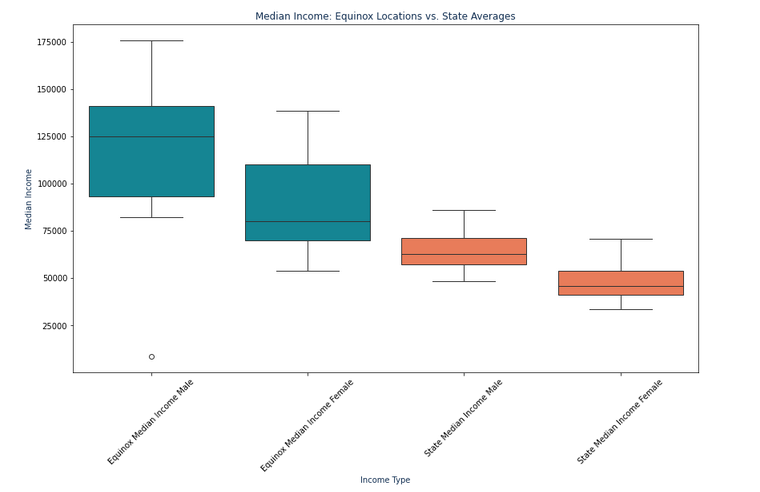 Median Income: Equinox Locations vs. State Averages
175000
150000
125000
100000
75000
50000
25000
Median Income
Equinox Median Income Male
Equinox Median Income Female
State Median Income Male
State Median Income Female
Income Type